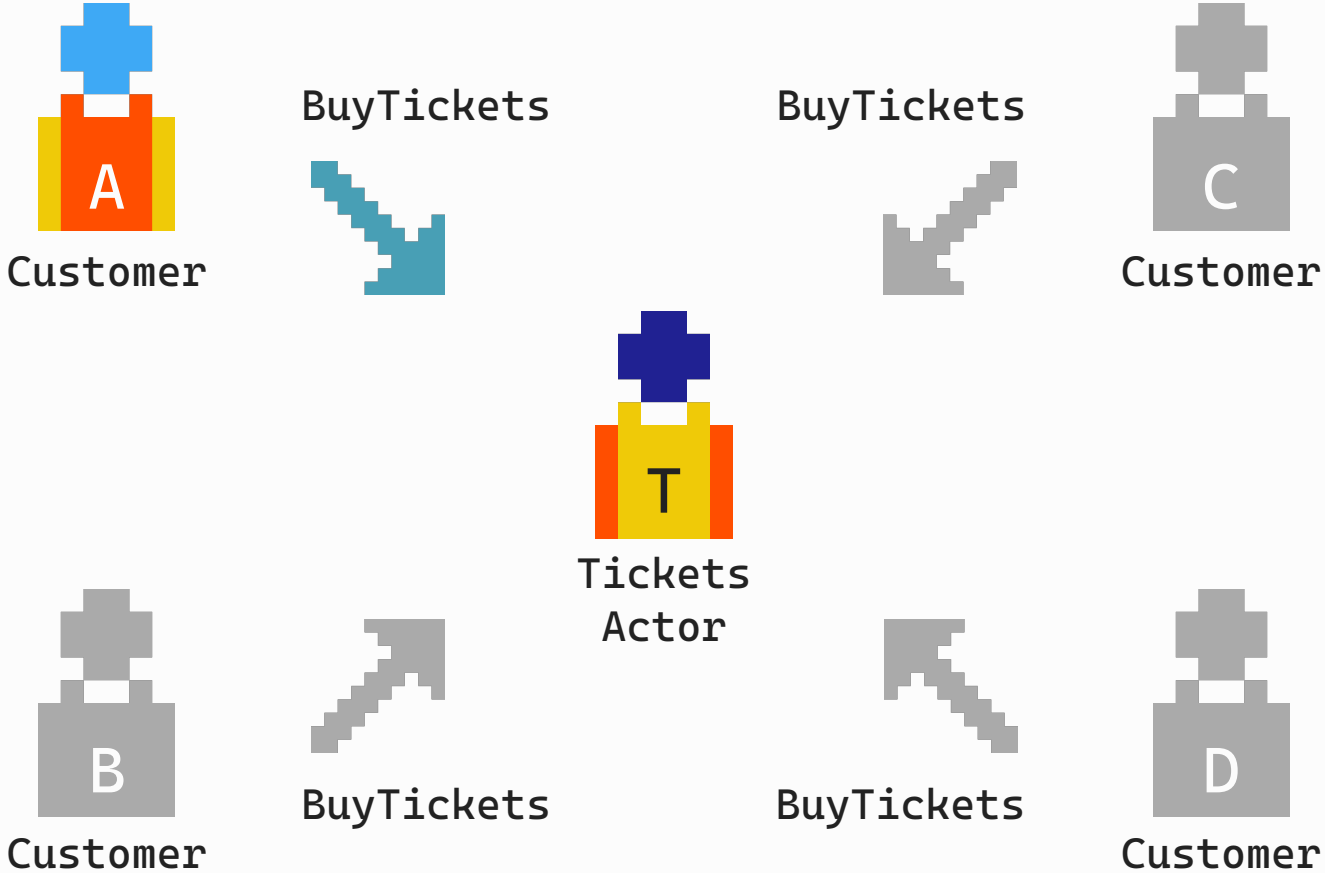 BuyTickets
BuyTickets
A
C
Customer
Customer
T
Tickets
Actor
B
D
BuyTickets
BuyTickets
Customer
Customer